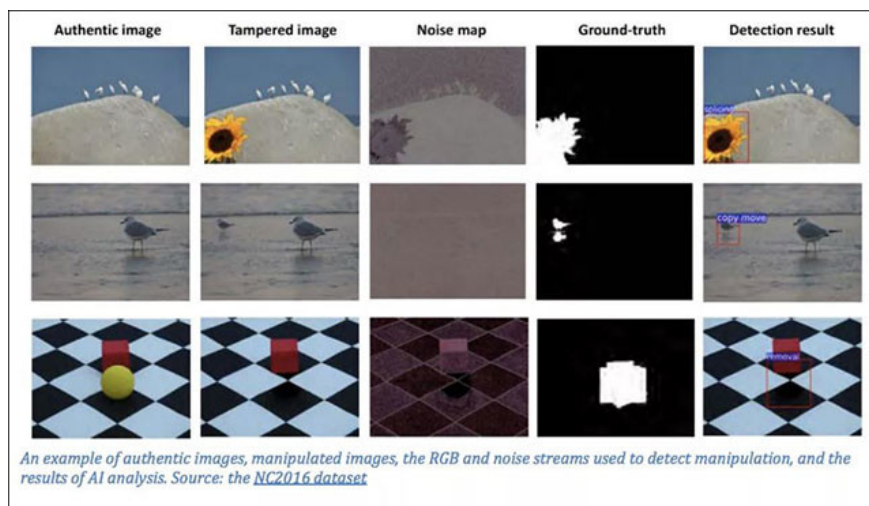 Authentic image Tampered image Noise map Ground-truth Detection result
splicing
copy move
removal
An example of authentic images, manipulated images, the RGB and noise streams used to detect manipulation, and the
results of AI analysis. Source: the NC2016 dataset